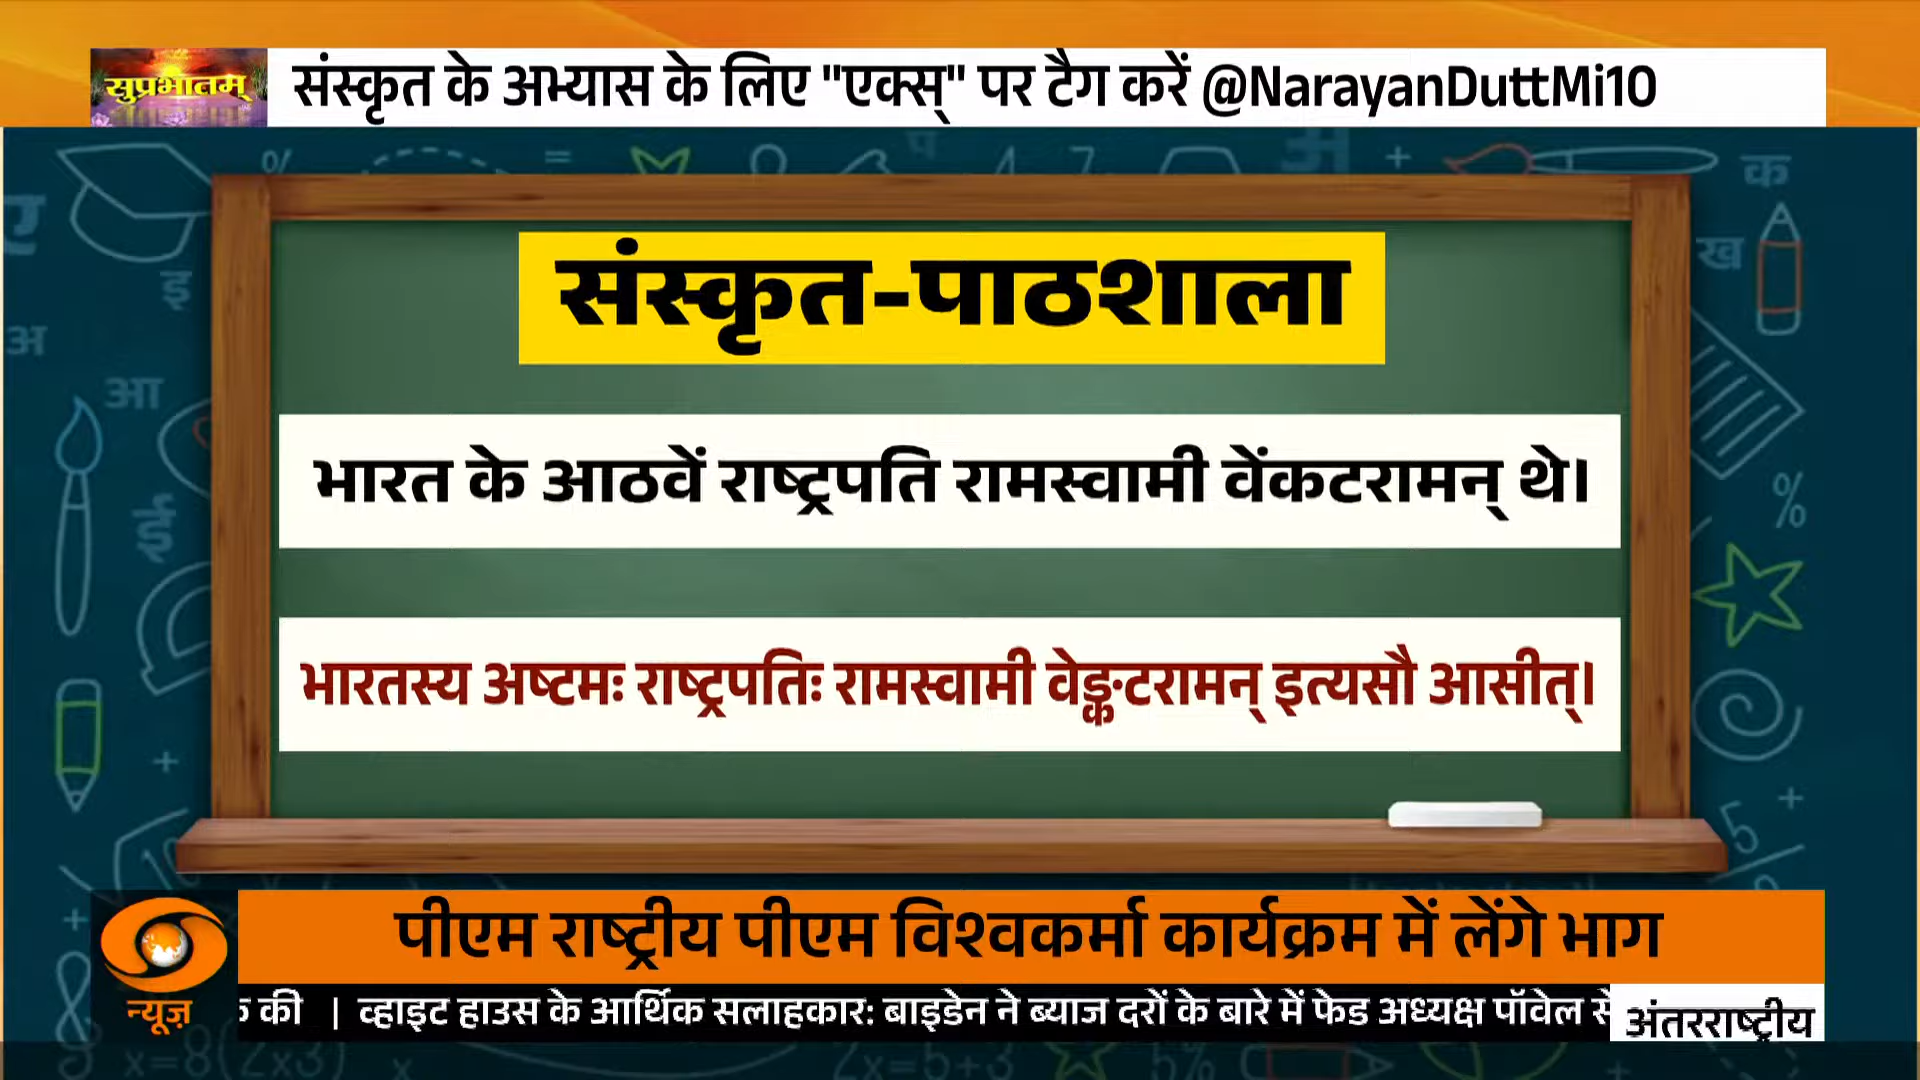 सुप्रभातम्
संस्कृत के अभ्यास के लिए "एक्स्" पर टैग करें @NarayanDuttMi10
संस्कृत-पाठशाला
भारत के आठवें राष्ट्रपति रामस्वामी वेंकटरामन् थे।
भारतस्य अष्टमः राष्ट्रपतिः रामस्वामी वेङ्कटरामन् इत्यसौ आसीत्।
पीएम राष्ट्रीय पीएम विश्वकर्मा कार्यक्रम में लेंगे भाग
न्यूज़
की | व्हाइट हाउस के आर्थिक सलाहकार: बाइडेन ने ब्याज दरों के बारे में फेड अध्यक्ष पॉवेल से
अंतरराष्ट्रीय